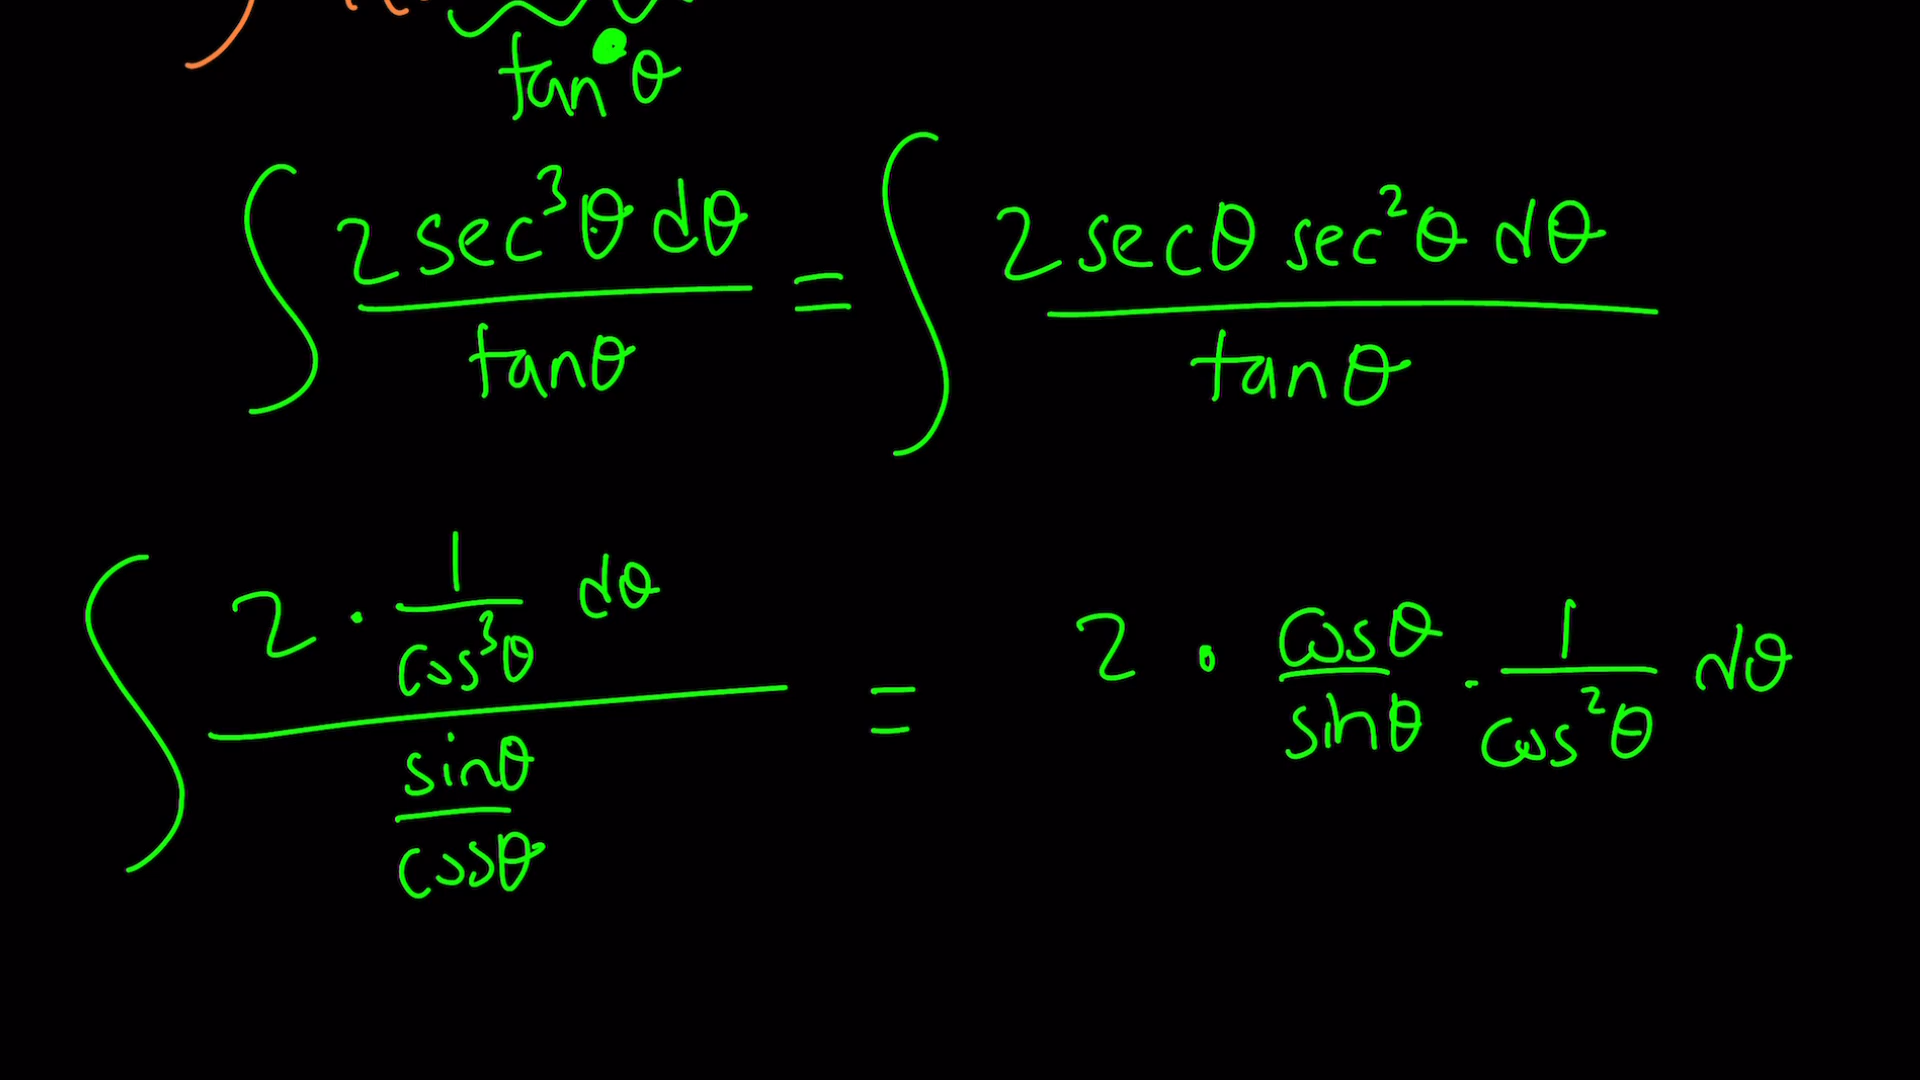 tan θ
∫ 2sec³θ dθ / tanθ = ∫ 2secθ sec²θ dθ / tanθ
∫ 2 · 1/cos³θ dθ / sinθ/cosθ = 2 · cosθ/sinθ · 1/cos²θ dθ